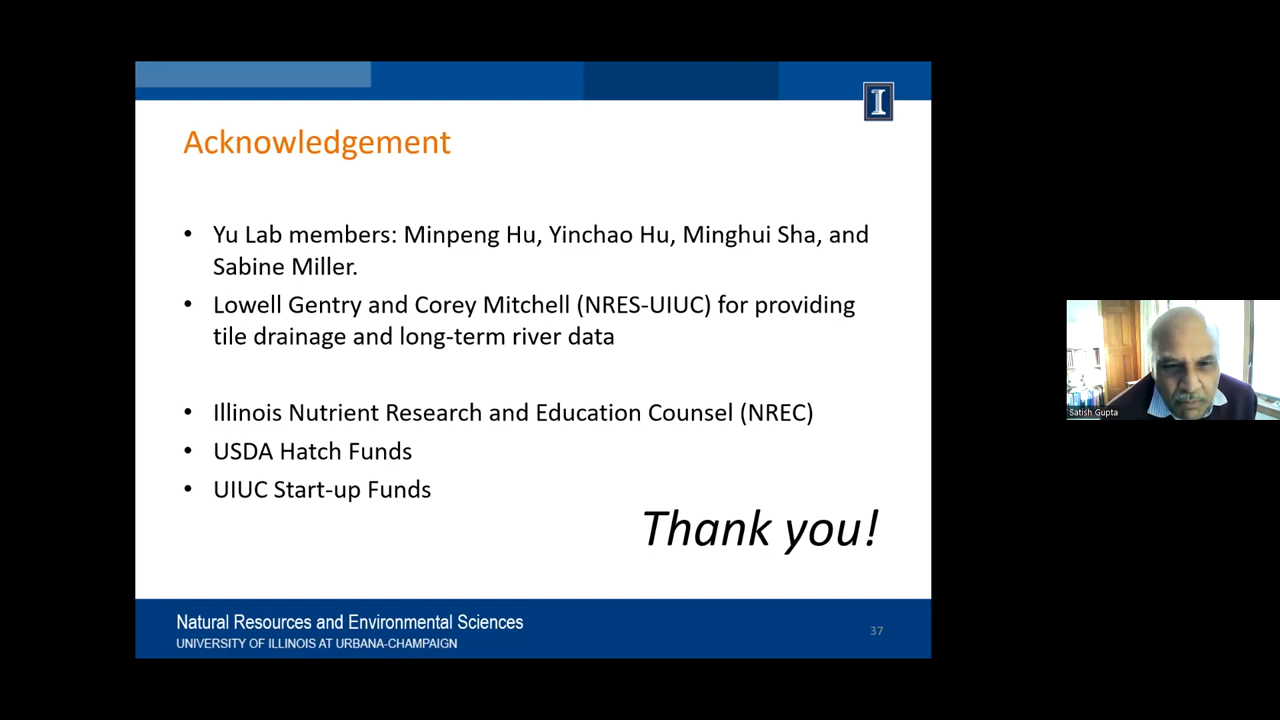 I
Acknowledgement
• Yu Lab members: Minpeng Hu, Yinchao Hu, Minghui Sha, and
Sabine Miller.
• Lowell Gentry and Corey Mitchell (NRES-UIUC) for providing
tile drainage and long-term river data
• Illinois Nutrient Research and Education Counsel (NREC)
• USDA Hatch Funds
• UIUC Start-up Funds
Thank you!
Natural Resources and Environmental Sciences
UNIVERSITY OF ILLINOIS AT URBANA-CHAMPAIGN
37
Satish Gupta